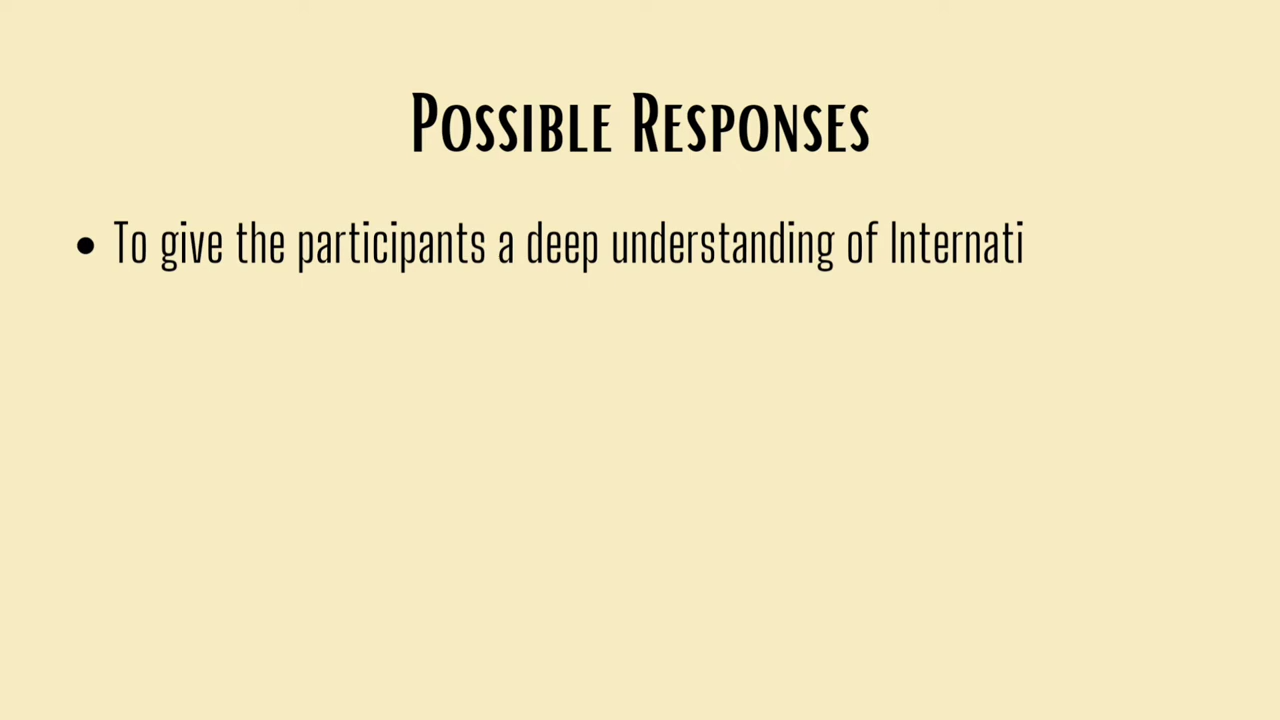 Possible Responses
• To give the participants a deep understanding of Internati